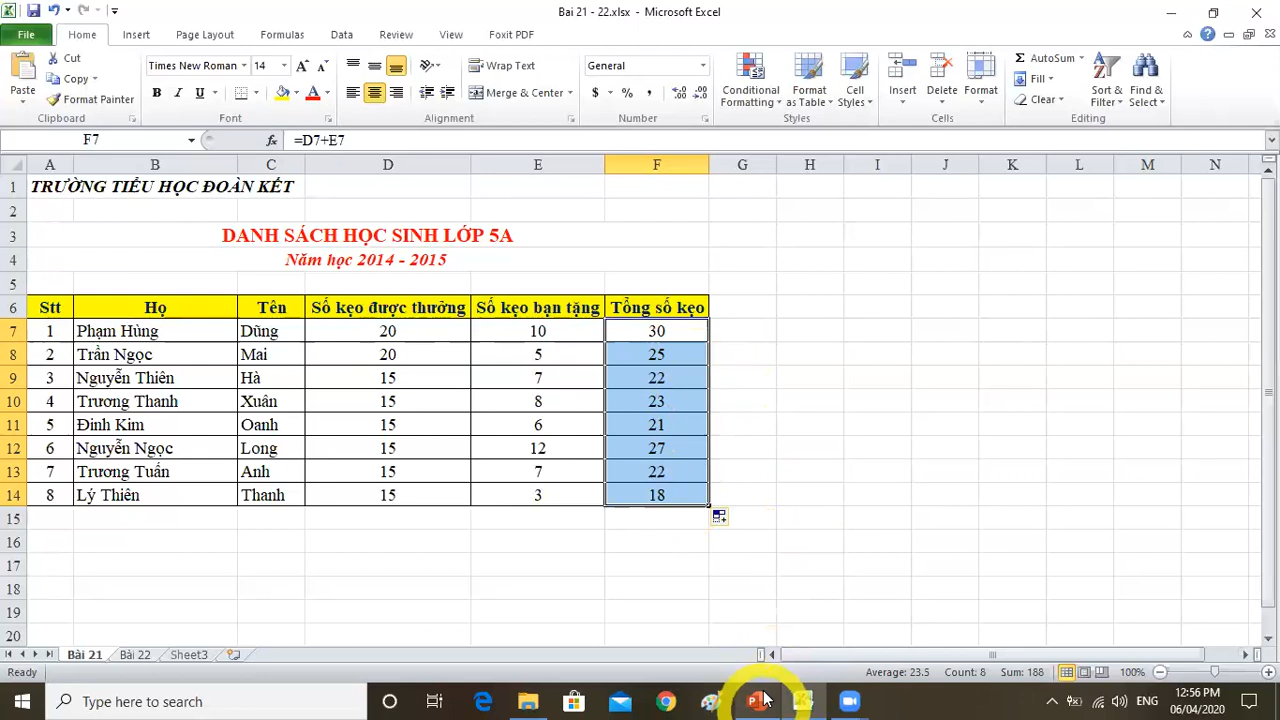 Bai 21 - 22.xlsx - Microsoft Excel
File Home Insert Page Layout Formulas Data Review View Foxit PDF
Paste Cut Copy Format Painter Clipboard
Times New Roman 14 B I U A Font
Wrap Text Merge & Center Alignment
General $ % , Number
Conditional Formatting Format as Table Cell Styles Styles
Insert Delete Format Cells
Σ AutoSum Fill Clear Sort & Filter Find & Select Editing
F7 fx =D7+E7
A B C D E F G H I J K L M N
1 TRƯỜNG TIỂU HỌC ĐOÀN KẾT
2
3 DANH SÁCH HỌC SINH LỚP 5A
4 Năm học 2014 - 2015
5
6 Stt Họ Tên Số kẹo được thưởng Số kẹo bạn tặng Tổng số kẹo
7 1 Phạm Hùng Dũng 20 10 30
8 2 Trần Ngọc Mai 20 5 25
9 3 Nguyễn Thiên Hà 15 7 22
10 4 Trương Thanh Xuân 15 8 23
11 5 Đinh Kim Oanh 15 6 21
12 6 Nguyễn Ngọc Long 15 12 27
13 7 Trương Tuấn Anh 15 7 22
14 8 Lý Thiên Thanh 15 3 18
15
16
17
18
19
20
Bài 21 Bài 22 Sheet3
Ready Average: 23.5 Count: 8 Sum: 188 100%
Type here to search ENG 12:56 PM
06/04/2020